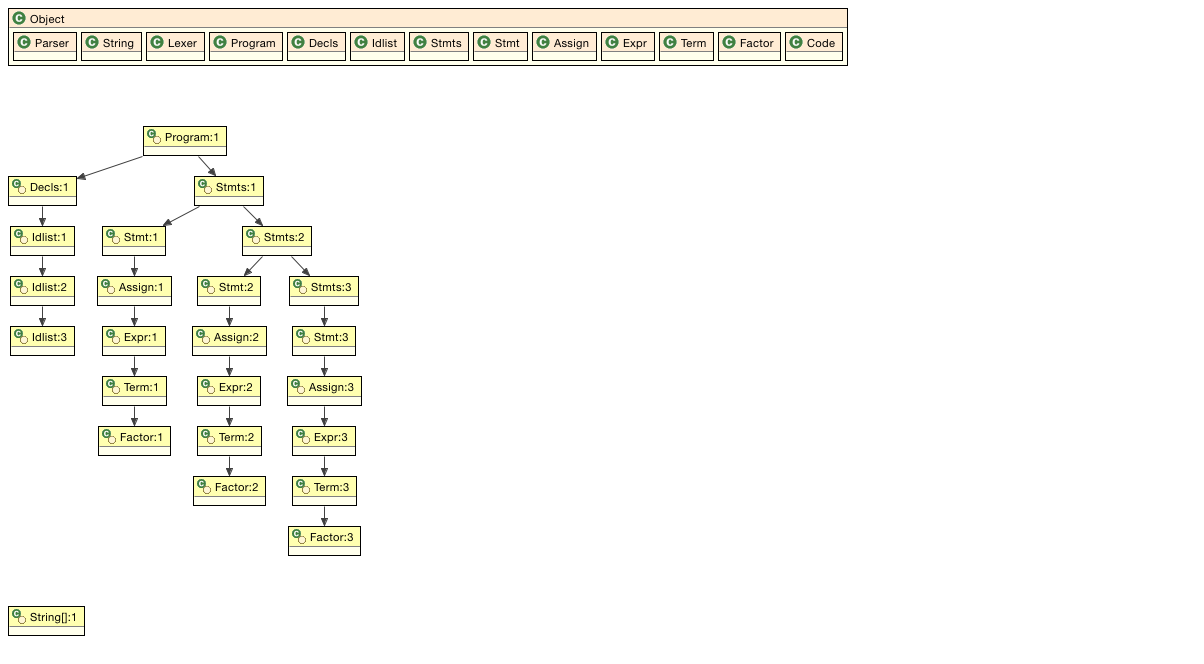 C Object
C Parser C String C Lexer C Program C Decls C Idlist C Stmts C Stmt C Assign C Expr C Term C Factor C Code
C Program:1
C Decls:1 C Stmts:1
C Idlist:1 C Stmt:1 C Stmts:2
C Idlist:2 C Assign:1 C Stmt:2 C Stmts:3
C Idlist:3 C Expr:1 C Assign:2 C Stmt:3
C Term:1 C Expr:2 C Assign:3
C Factor:1 C Term:2 C Expr:3
C Factor:2 C Term:3
C Factor:3
C String[]:1